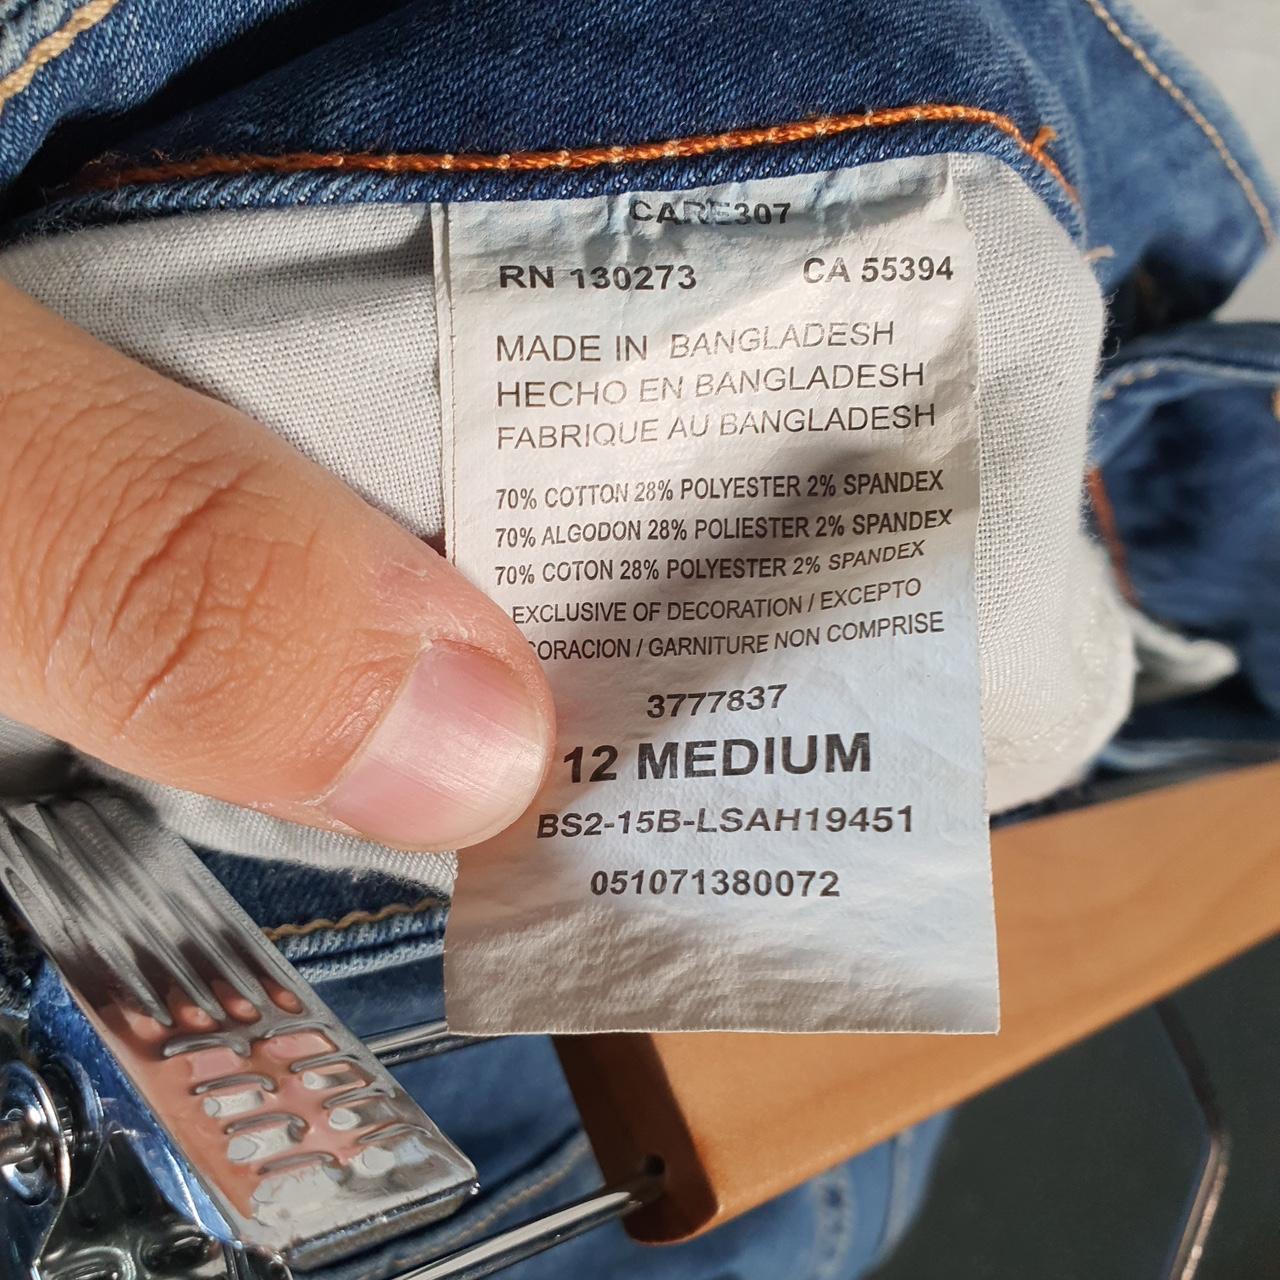 CARE307
RN 130273 CA 55394
MADE IN BANGLADESH
HECHO EN BANGLADESH
FABRIQUE AU BANGLADESH
70% COTTON 28% POLYESTER 2% SPANDEX
70% ALGODON 28% POLIESTER 2% SPANDEX
70% COTON 28% POLYESTER 2% SPANDEX
EXCLUSIVE OF DECORATION / EXCEPTO
ORACION / GARNITURE NON COMPRISE
3777837
12 MEDIUM
BS2-15B-LSAH19451
051071380072